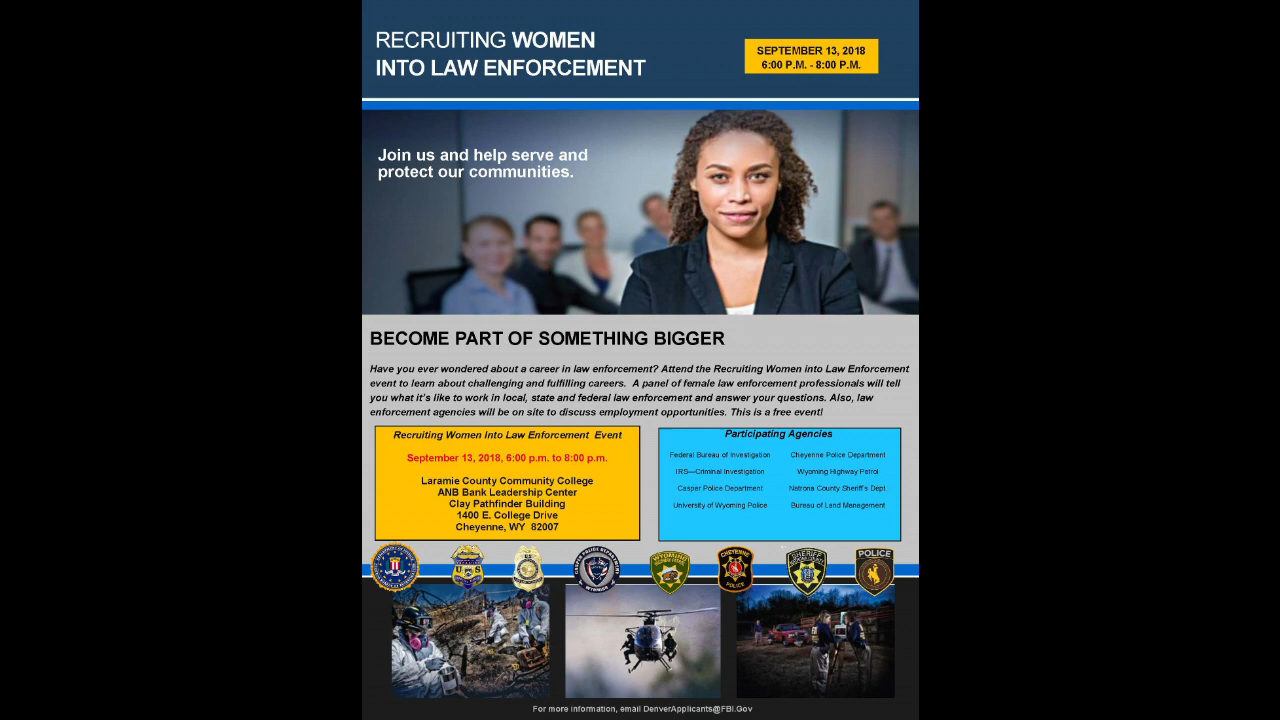 RECRUITING WOMEN
INTO LAW ENFORCEMENT
SEPTEMBER 13, 2018
6:00 P.M. - 8:00 P.M.
Join us and help serve and
protect our communities.
BECOME PART OF SOMETHING BIGGER
Have you ever wondered about a career in law enforcement? Attend the Recruiting Women into Law Enforcement
event to learn about challenging and fulfilling careers. A panel of female law enforcement professionals will tell
you what it's like to work in local, state and federal law enforcement and answer your questions. Also, law
enforcement agencies will be on site to discuss employment opportunities. This is a free event!
Recruiting Women Into Law Enforcement Event
September 13, 2018, 6:00 p.m. to 8:00 p.m.
Laramie County Community College
ANB Bank Leadership Center
Clay Pathfinder Building
1400 E. College Drive
Cheyenne, WY 82007
Participating Agencies
Federal Bureau of Investigation
Cheyenne Police Department
IRS—Criminal Investigation
Wyoming Highway Patrol
Casper Police Department
Natrona County Sheriff's Dept.
University of Wyoming Police
Bureau of Land Management
U S
CASPER POLICE DEPARTMENT
WYOMING
WYOMING
CHEYENNE
POLICE
SHERIFF
POLICE
For more information, email DenverApplicants@FBI.Gov